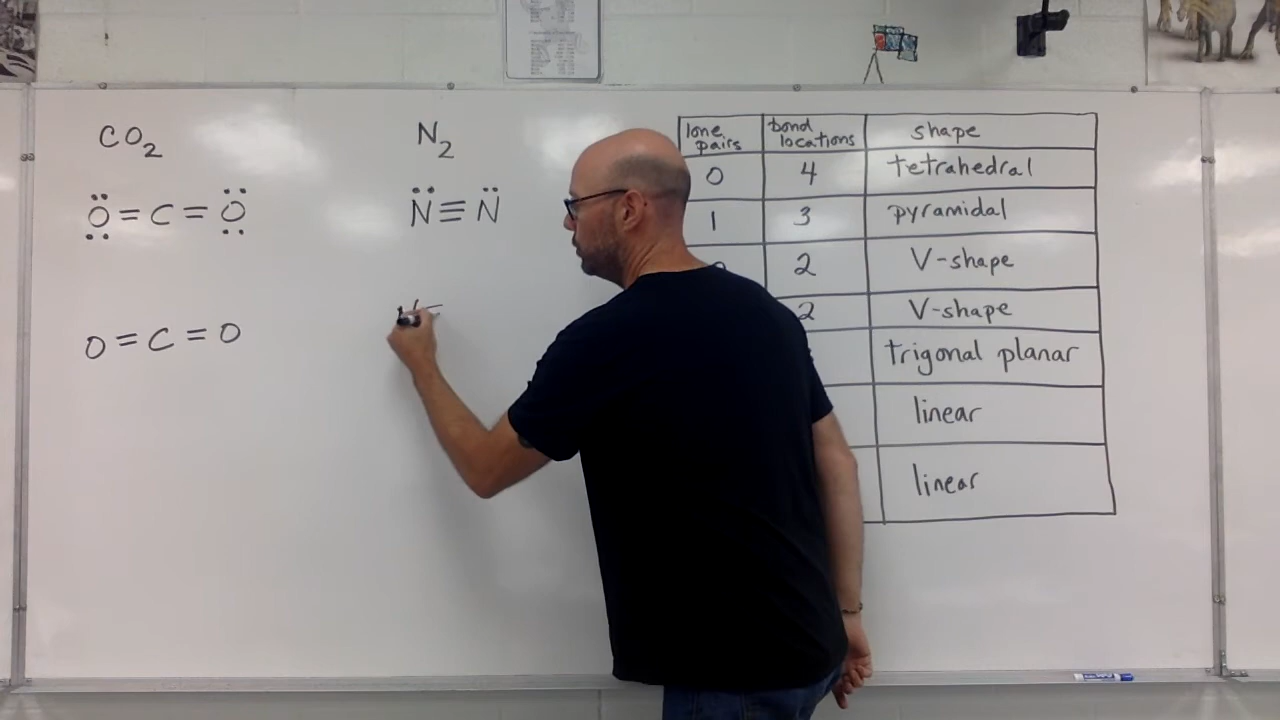 CO₂
Ö=C=Ö
O=C=O
N₂
N̈≡N̈
lone pairs bond locations shape
0 4 tetrahedral
1 3 pyramidal
2 V-shape
2 V-shape
trigonal planar
linear
linear